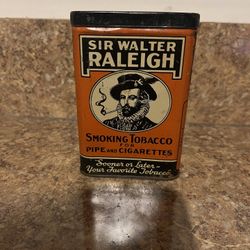 SIR WALTER
RALEIGH
SMOKING TOBACCO
FOR
PIPE AND CIGARETTES
Sooner or Later-
Your Favorite Tobacco